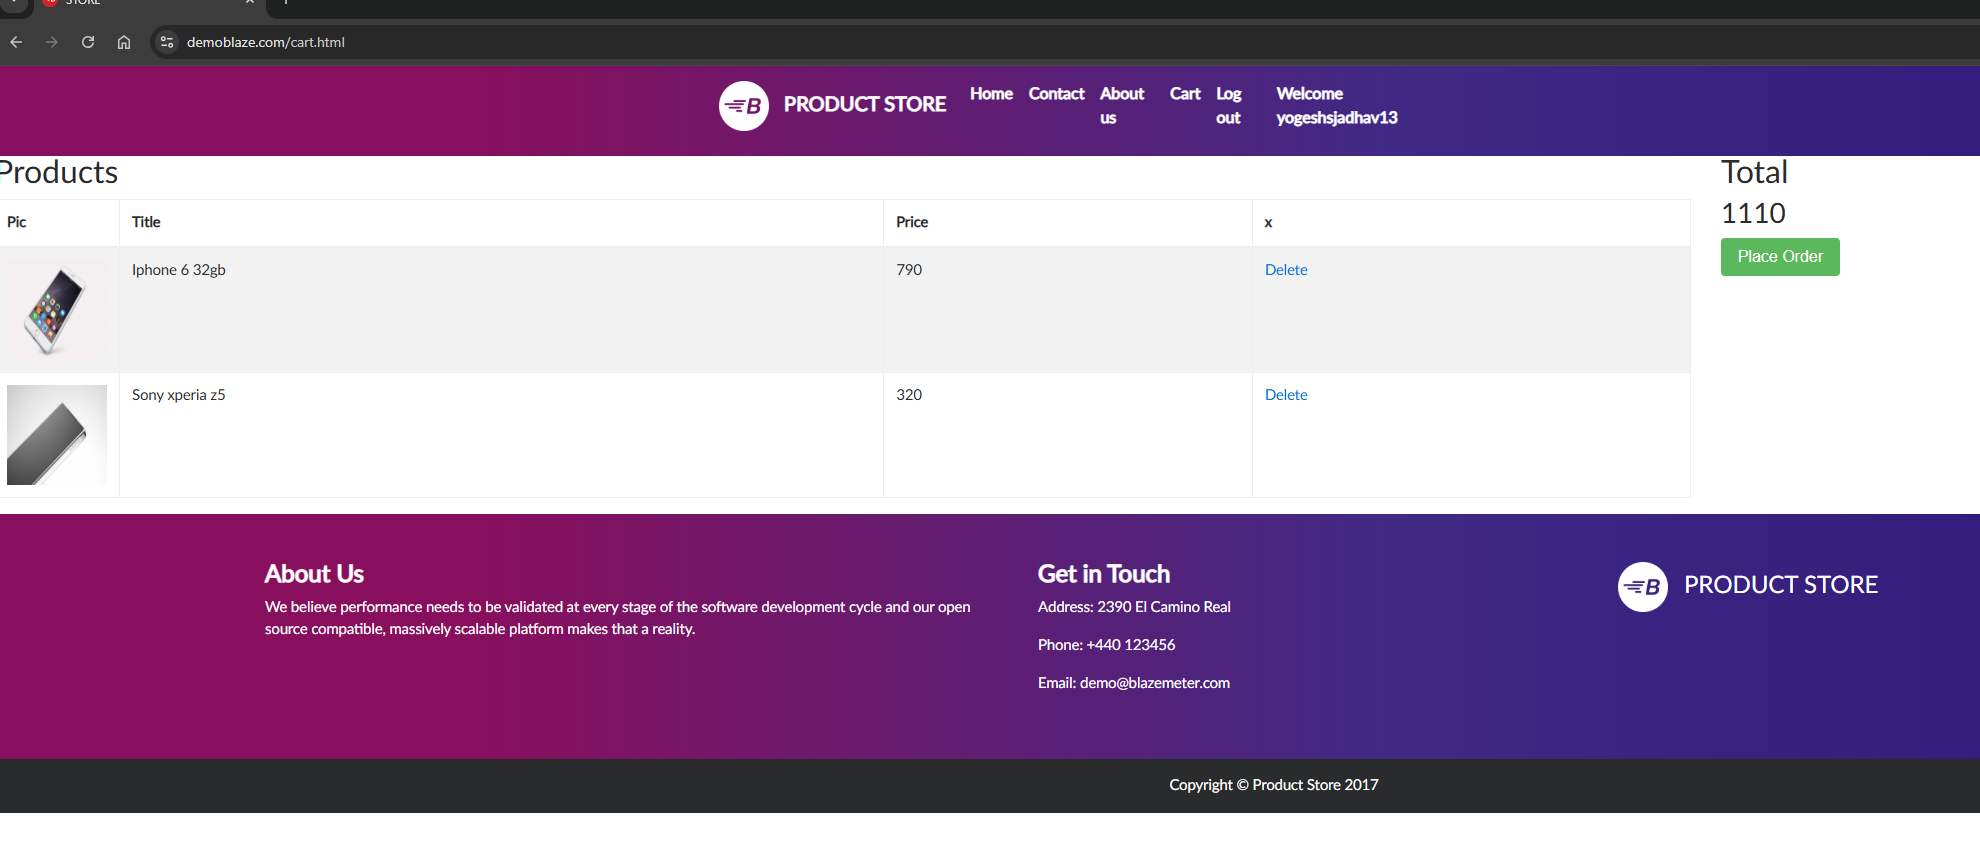 STORE
demoblaze.com/cart.html
B PRODUCT STORE
Home
Contact
About us
Cart
Log out
Welcome yogeshsjadhav13
Products
Total
1110
Place Order
Pic Title Price x
Iphone 6 32gb 790 Delete
Sony xperia z5 320 Delete
About Us
We believe performance needs to be validated at every stage of the software development cycle and our open
source compatible, massively scalable platform makes that a reality.
Get in Touch
Address: 2390 El Camino Real
Phone: +440 123456
Email: demo@blazemeter.com
B PRODUCT STORE
Copyright © Product Store 2017